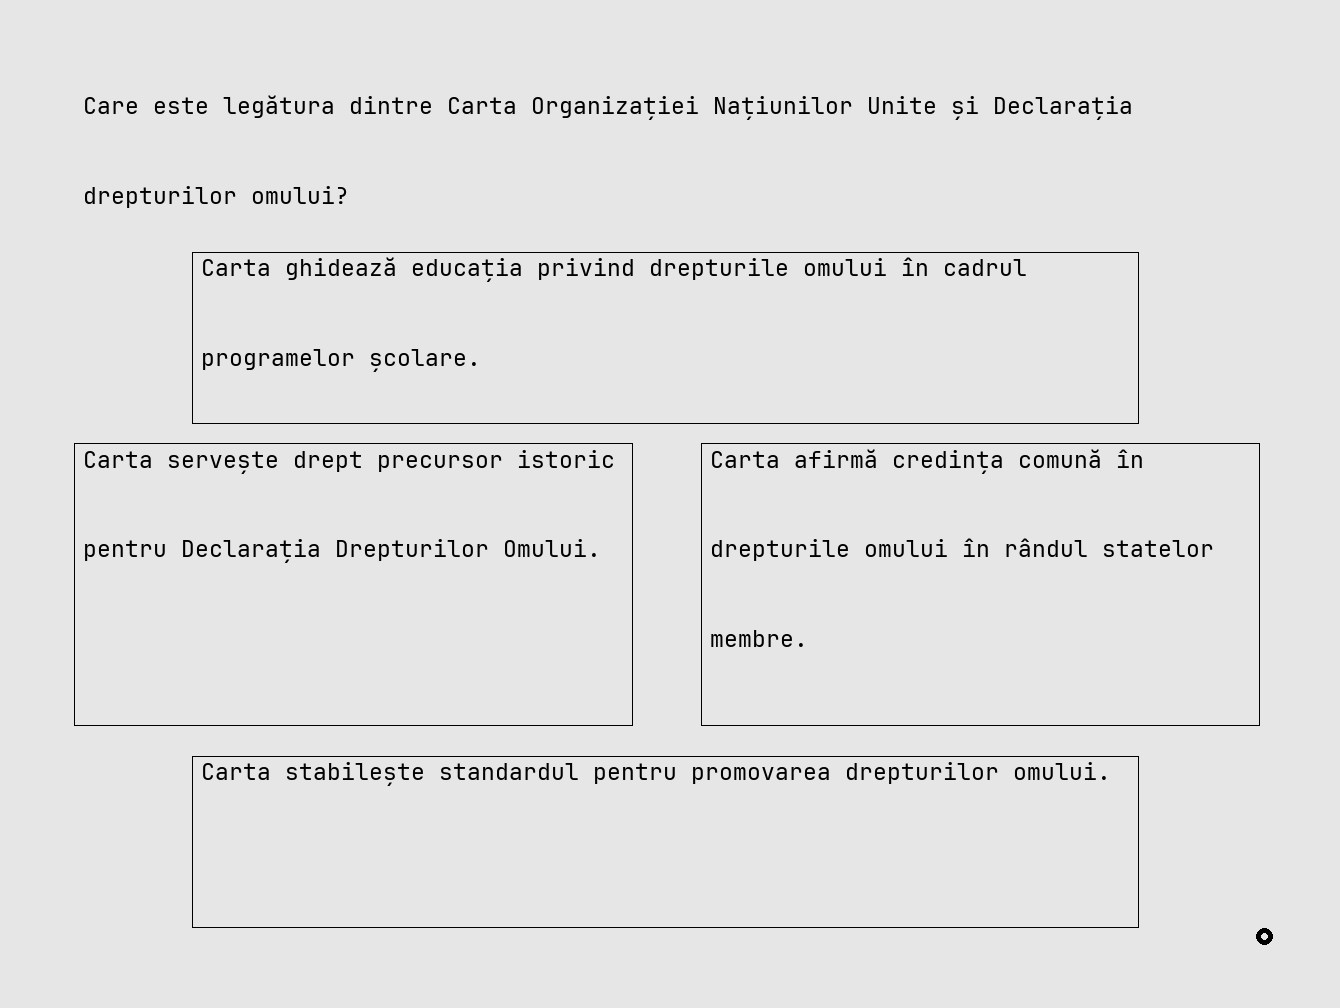 Care este legătura dintre Carta Organizației Națiunilor Unite și Declarația
drepturilor omului?
Carta ghidează educația privind drepturile omului în cadrul
programelor școlare.
Carta servește drept precursor istoric
pentru Declarația Drepturilor Omului.
Carta afirmă credința comună în
drepturile omului în rândul statelor
membre.
Carta stabilește standardul pentru promovarea drepturilor omului.